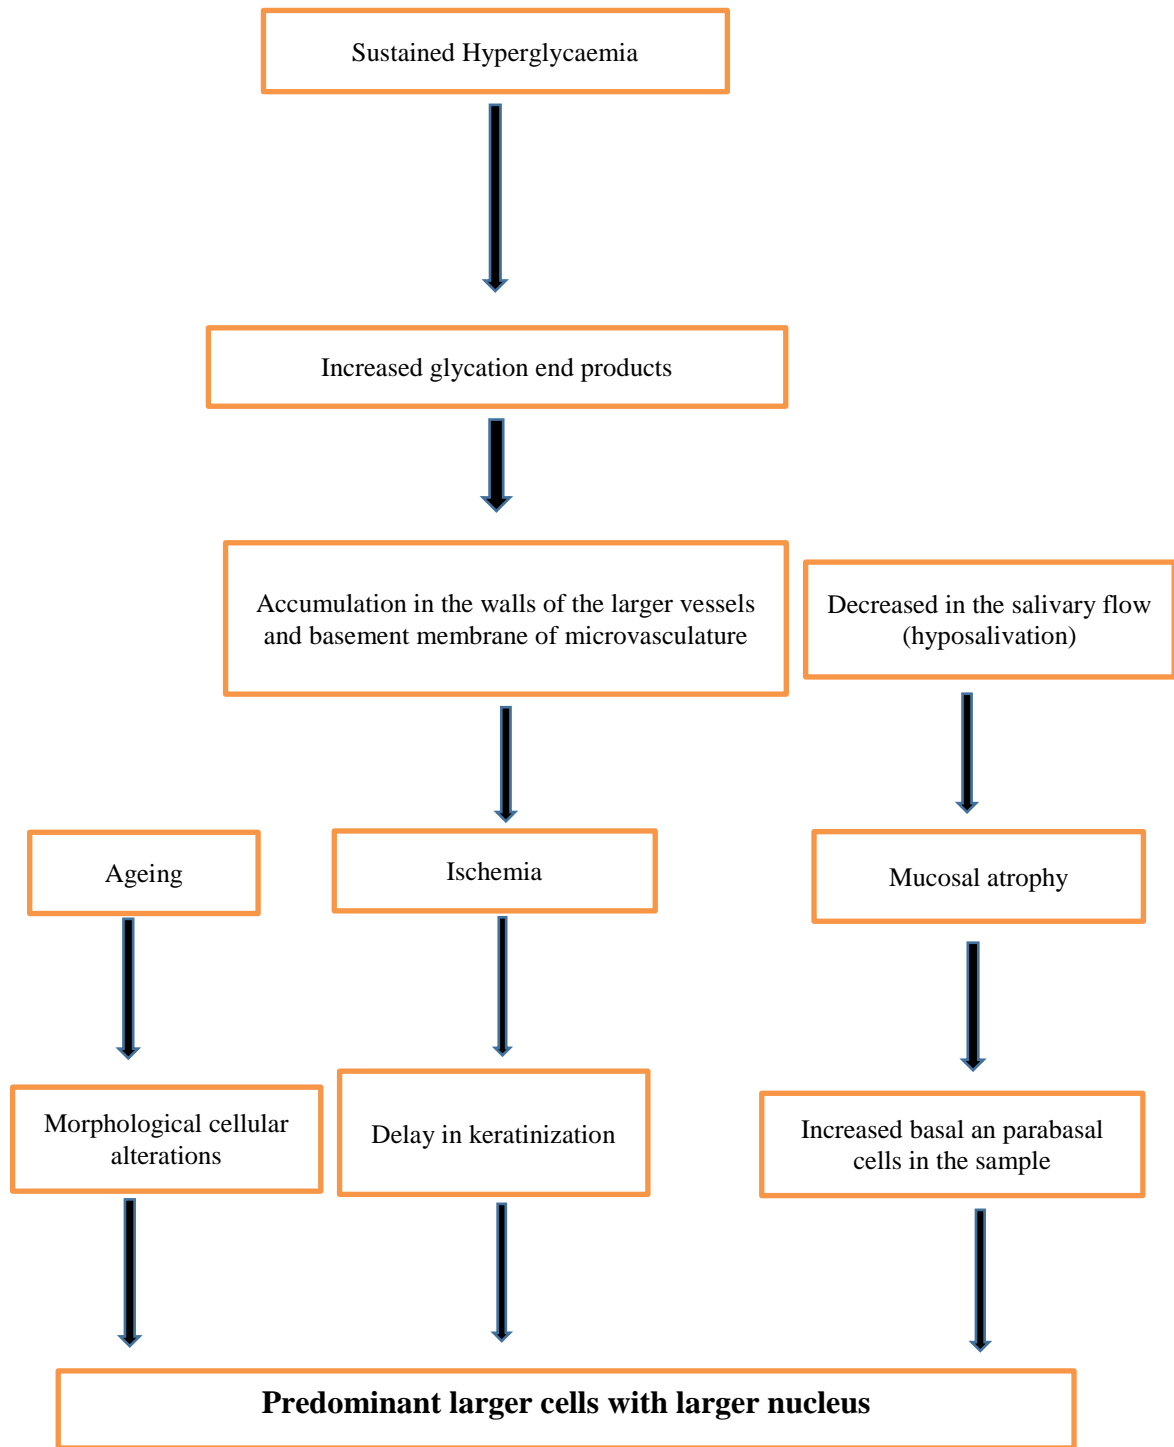 Sustained Hyperglycaemia
Increased glycation end products
Accumulation in the walls of the larger vessels
and basement membrane of microvasculature
Decreased in the salivary flow
(hyposalivation)
Ageing
Ischemia
Mucosal atrophy
Morphological cellular
alterations
Delay in keratinization
Increased basal an parabasal
cells in the sample
Predominant larger cells with larger nucleus